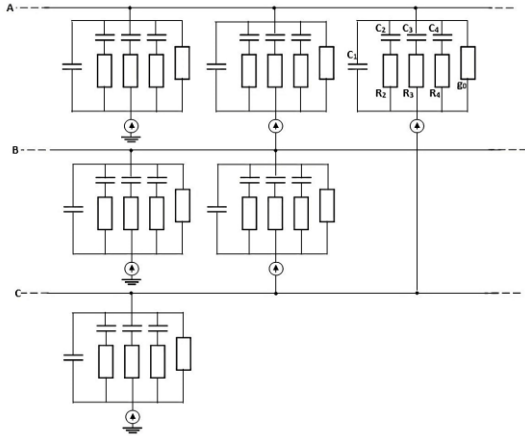 A
C₂ C₃ C₄
C₁
R₂ R₃ R₄ g₀
B
C